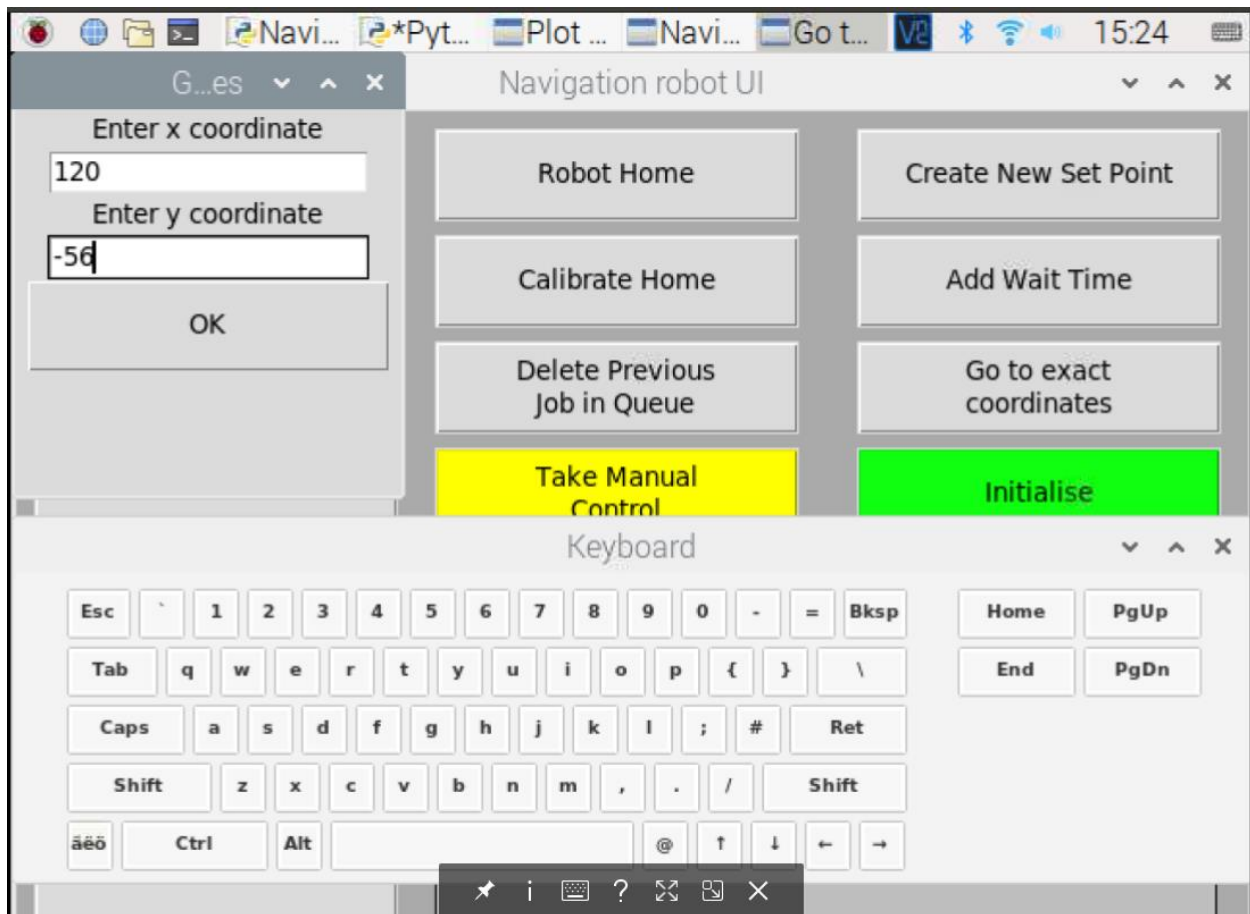 Navi... *Pyt... Plot ... Navi... Go t... V2 15:24
G...es
Navigation robot UI
Enter x coordinate
120
Enter y coordinate
-56
OK
Robot Home
Create New Set Point
Calibrate Home
Add Wait Time
Delete Previous
Job in Queue
Go to exact
coordinates
Take Manual
Control
Initialise
Keyboard
Esc ` 1 2 3 4 5 6 7 8 9 0 - = Bksp Home PgUp
Tab q w e r t y u i o p { } \ End PgDn
Caps a s d f g h j k l ; # Ret
Shift z x c v b n m , . / Shift
äëö Ctrl Alt @ ↑ ↓ ← →
i ?